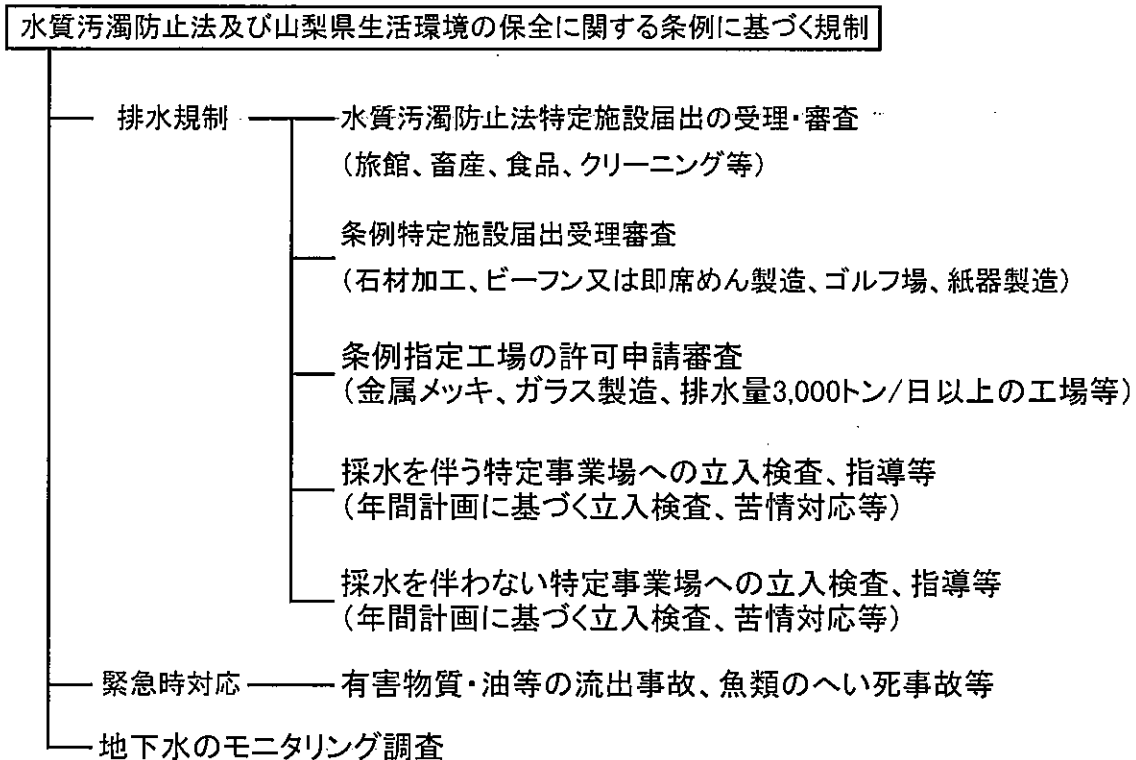 水質汚濁防止法及び山梨県生活環境の保全に関する条例に基づく規制
排水規制
水質汚濁防止法特定施設届出の受理・審査
(旅館、畜産、食品、クリーニング等)
条例特定施設届出受理審査
(石材加工、ビーフン又は即席めん製造、ゴルフ場、紙器製造)
条例指定工場の許可申請審査
(金属メッキ、ガラス製造、排水量3,000トン/日以上の工場等)
採水を伴う特定事業場への立入検査、指導等
(年間計画に基づく立入検査、苦情対応等)
採水を伴わない特定事業場への立入検査、指導等
(年間計画に基づく立入検査、苦情対応等)
緊急時対応
有害物質・油等の流出事故、魚類のへい死事故等
地下水のモニタリング調査